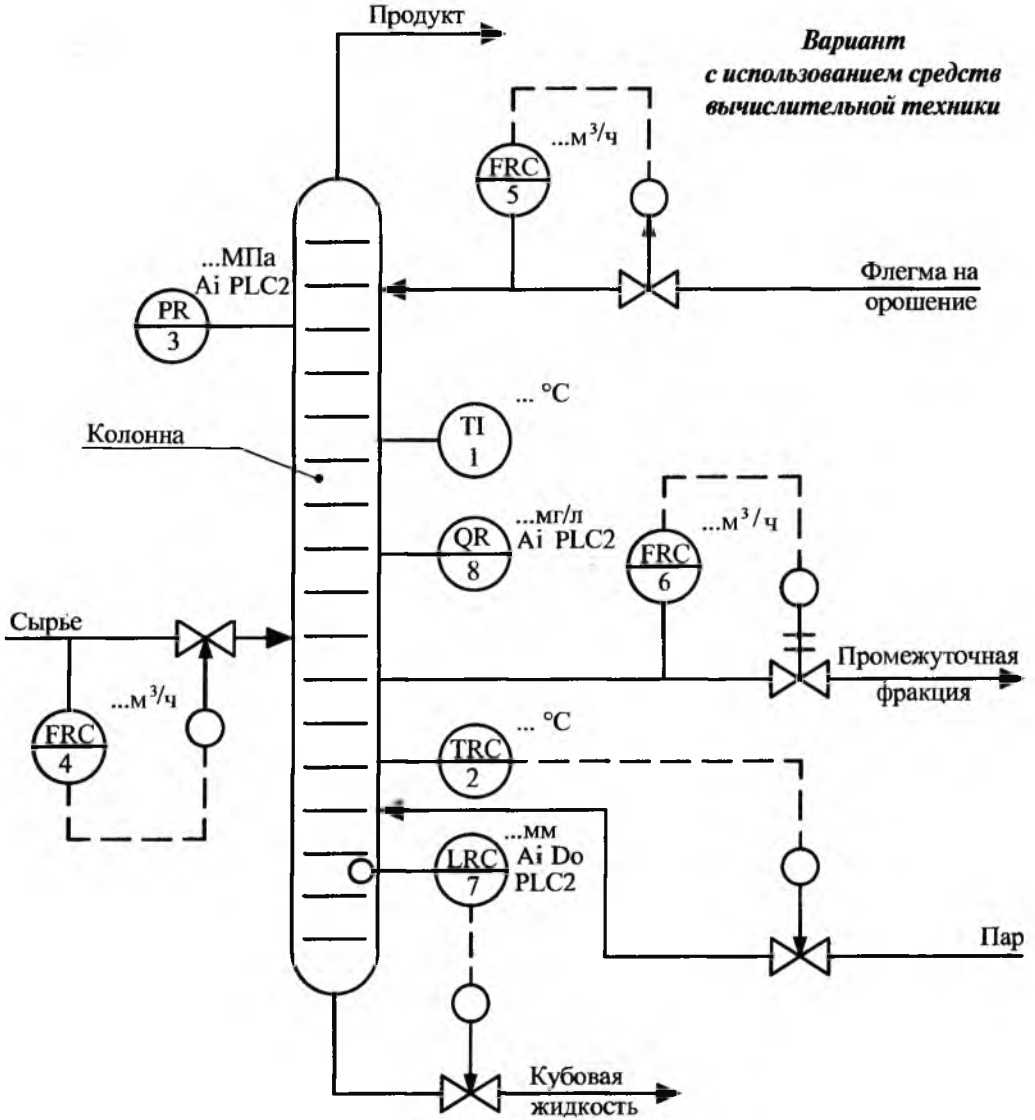 Продукт
Вариант
с использованием средств
вычислительной техники
...м³/ч
FRC
5
...МПа
Ai PLC2
PR
3
Флегма на
орошение
... °C
TI
1
Колонна
...мг/л
Ai PLC2
QR
8
...м³/ч
FRC
6
Сырье
...м³/ч
FRC
4
Промежуточная
фракция
... °C
TRC
2
...мм
Ai Do
PLC2
LRC
7
Пар
Кубовая
жидкость